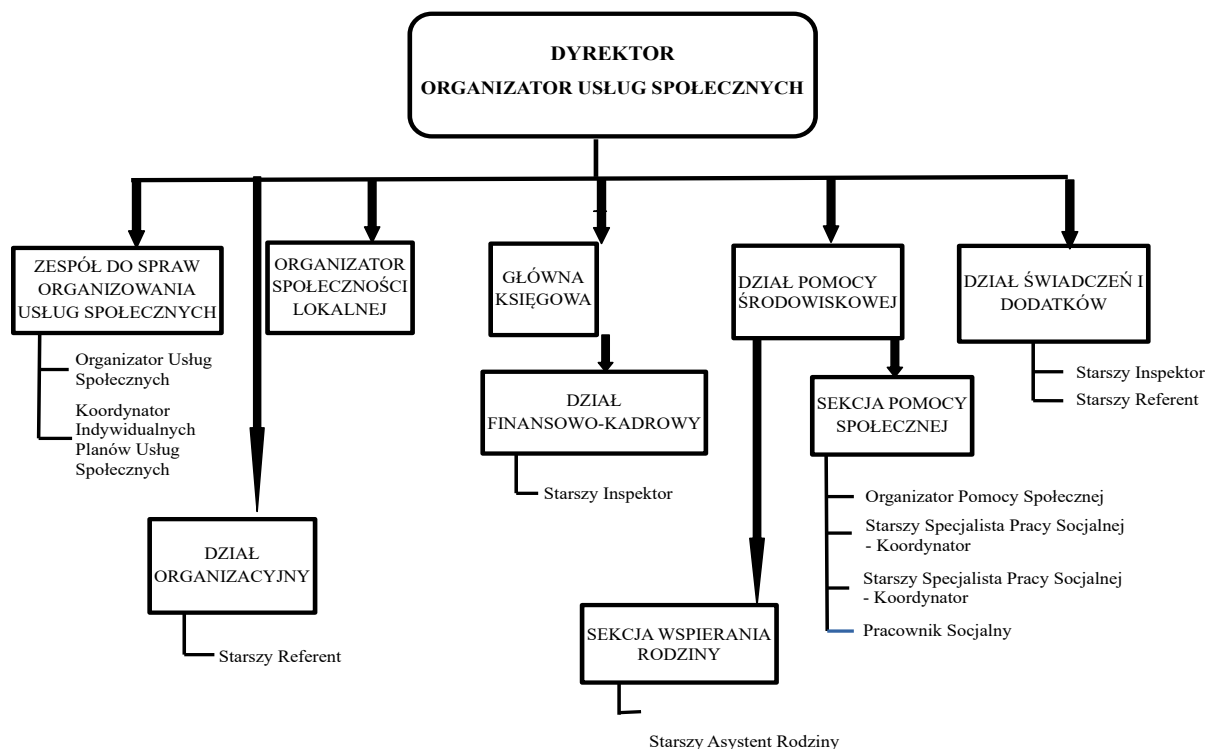 DYREKTOR
ORGANIZATOR USŁUG SPOŁECZNYCH
ZESPÓŁ DO SPRAW
ORGANIZOWANIA
USŁUG SPOŁECZNYCH
Organizator Usług
Społecznych
Koordynator
Indywidualnych
Planów Usług
Społecznych
DZIAŁ
ORGANIZACYJNY
Starszy Referent
ORGANIZATOR
SPOŁECZNOŚCI
LOKALNEJ
GŁÓWNA
KSIĘGOWA
DZIAŁ
FINANSOWO-KADROWY
Starszy Inspektor
DZIAŁ POMOCY
ŚRODOWISKOWEJ
SEKCJA WSPIERANIA
RODZINY
Starszy Asystent Rodziny
SEKCJA POMOCY
SPOŁECZNEJ
Organizator Pomocy Społecznej
Starszy Specjalista Pracy Socjalnej
- Koordynator
Starszy Specjalista Pracy Socjalnej
- Koordynator
Pracownik Socjalny
DZIAŁ ŚWIADCZEŃ I
DODATKÓW
Starszy Inspektor
Starszy Referent